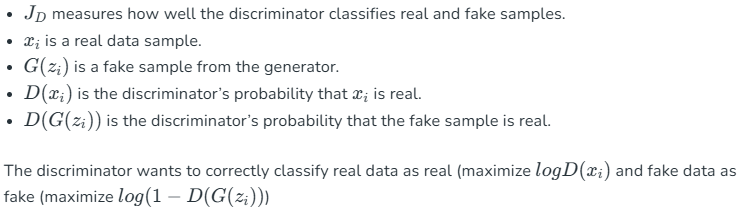 • J_D measures how well the discriminator classifies real and fake samples.
• x_i is a real data sample.
• G(z_i) is a fake sample from the generator.
• D(x_i) is the discriminator’s probability that x_i is real.
• D(G(z_i)) is the discriminator’s probability that the fake sample is real.
The discriminator wants to correctly classify real data as real (maximize logD(x_i) and fake data as
fake (maximize log(1 − D(G(z_i)))